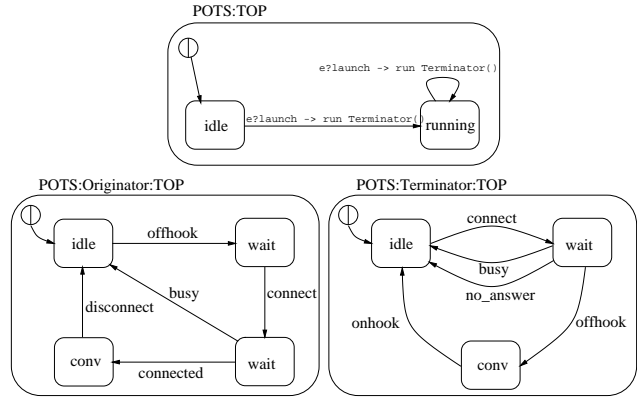 POTS:TOP
e?launch -> run Terminator()
idle
e?launch -> run Terminator()
running
POTS:Originator:TOP
idle
offhook
wait
disconnect
busy
connect
conv
connected
wait
POTS:Terminator:TOP
idle
connect
wait
busy
no_answer
onhook
offhook
conv